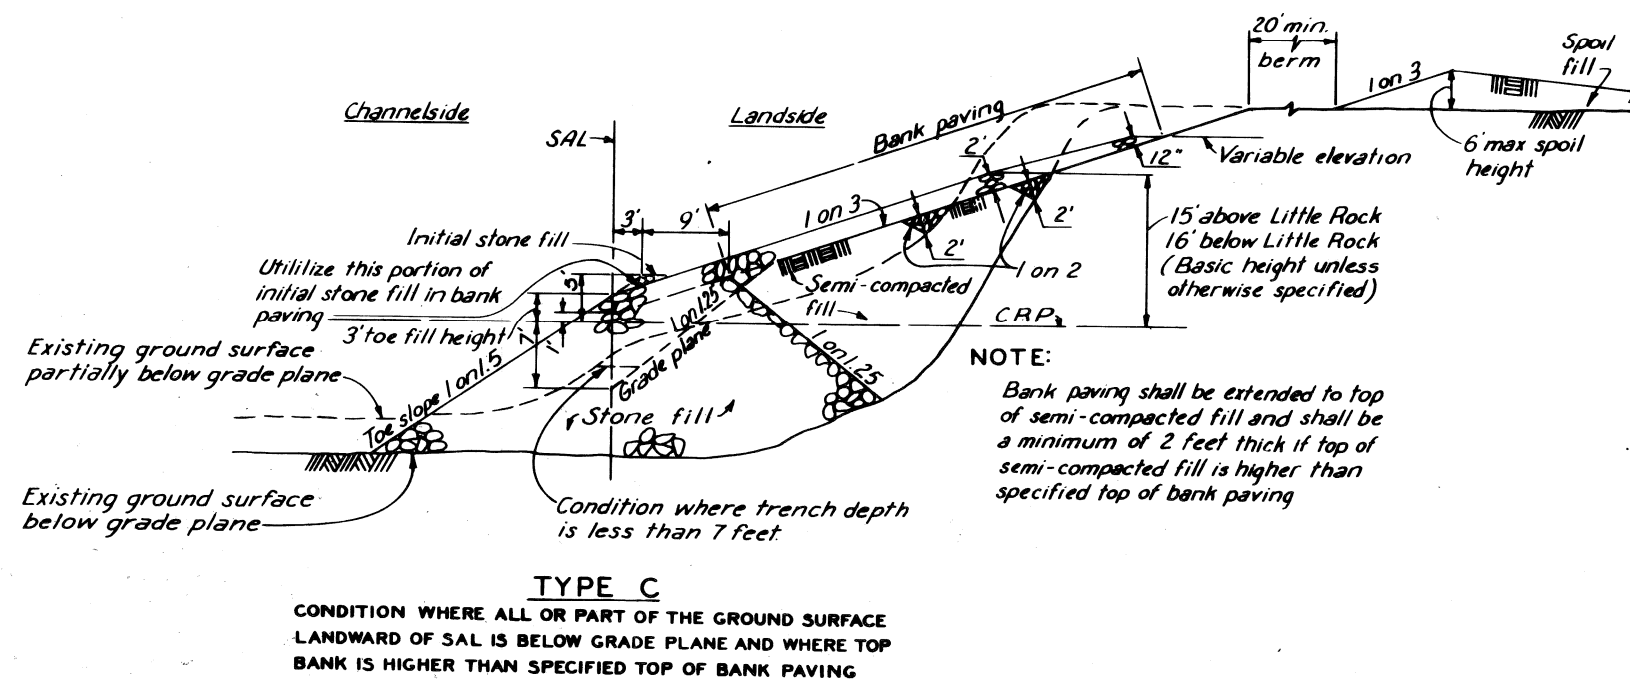 20' min.
berm
Spoil
fill
1 on 3
6' max spoil
height
Channelside
Landside
SAL
Bank paving
2'
12"
Variable elevation
3'
9'
1 on 3
2'
2'
1 on 2
15' above Little Rock
16' below Little Rock
(Basic height unless
otherwise specified)
Initial stone fill
Utililize this portion of
initial stone fill in bank
paving
5'
3' toe fill height
7'
1'
Semi-compacted
fill
C.R.P.
1 on 1.25
Grade plane
1 on 1.25
Existing ground surface
partially below grade plane
Toe slope 1 on 1.5
Stone fill
Existing ground surface
below grade plane
Condition where trench depth
is less than 7 feet.
NOTE:
Bank paving shall be extended to top
of semi-compacted fill and shall be
a minimum of 2 feet thick if top of
semi-compacted fill is higher than
specified top of bank paving
TYPE C
CONDITION WHERE ALL OR PART OF THE GROUND SURFACE
LANDWARD OF SAL IS BELOW GRADE PLANE AND WHERE TOP
BANK IS HIGHER THAN SPECIFIED TOP OF BANK PAVING